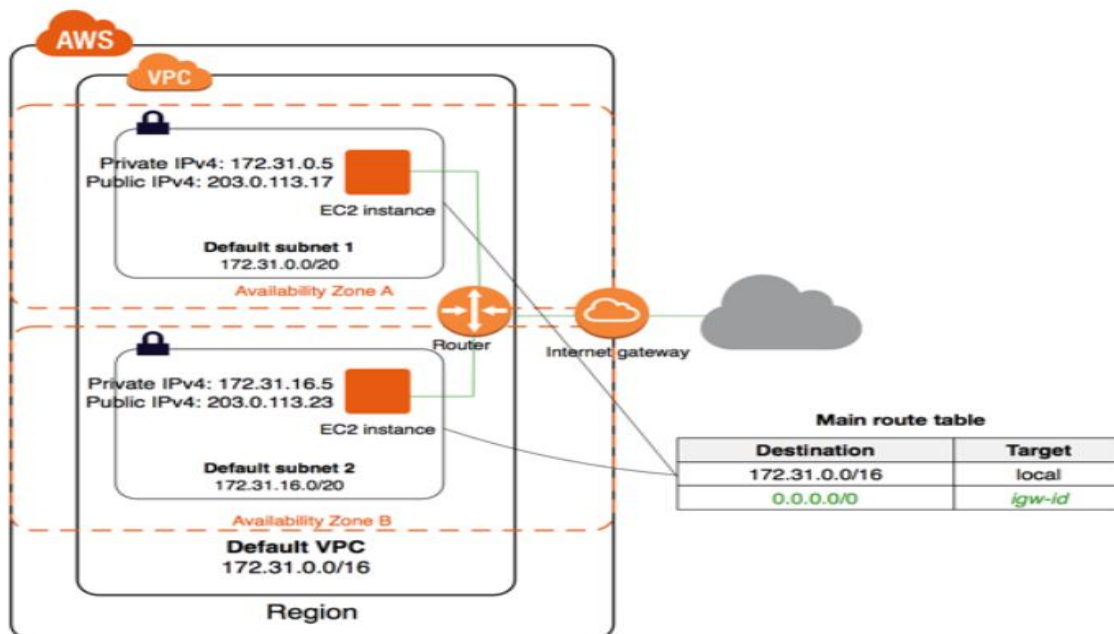 AWS
VPC
Private IPv4: 172.31.0.5
Public IPv4: 203.0.113.17
EC2 instance
Default subnet 1
172.31.0.0/20
Availability Zone A
Router
Internet gateway
Private IPv4: 172.31.16.5
Public IPv4: 203.0.113.23
EC2 instance
Default subnet 2
172.31.16.0/20
Availability Zone B
Default VPC
172.31.0.0/16
Region
Main route table
Destination Target
172.31.0.0/16 local
0.0.0.0/0 igw-id